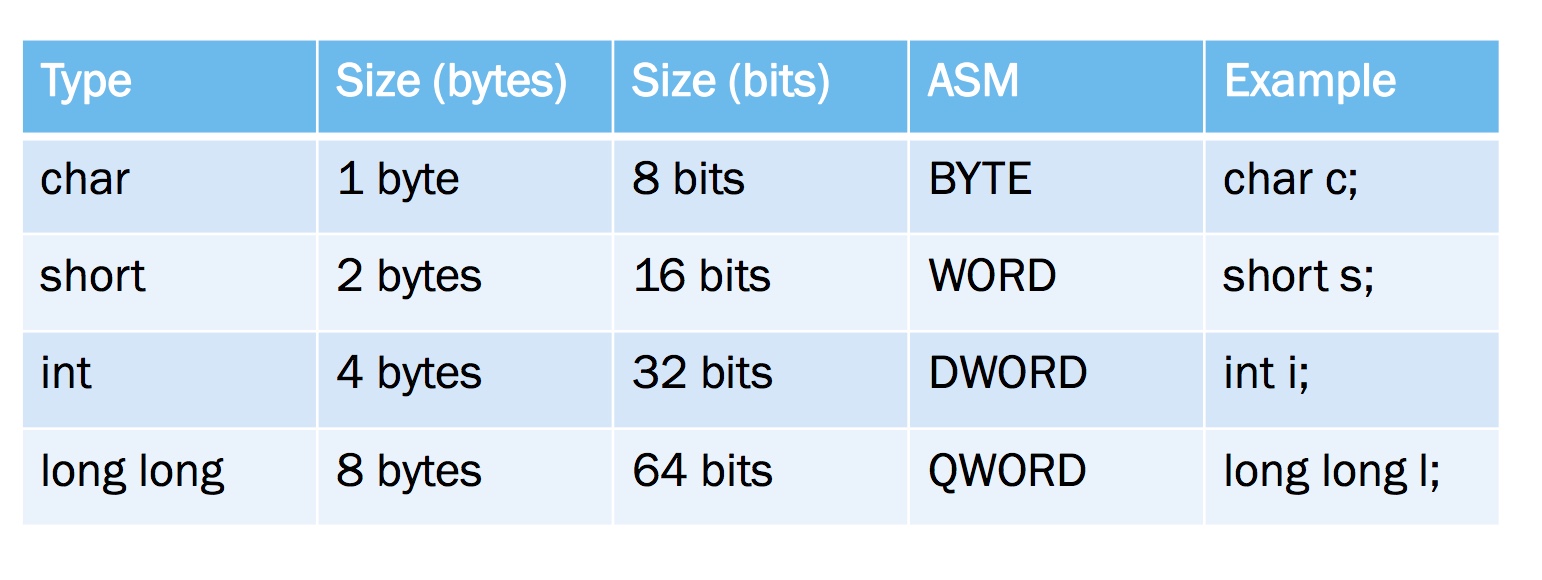 Type Size (bytes) Size (bits) ASM Example
char 1 byte 8 bits BYTE char c;
short 2 bytes 16 bits WORD short s;
int 4 bytes 32 bits DWORD int i;
long long 8 bytes 64 bits QWORD long long l;